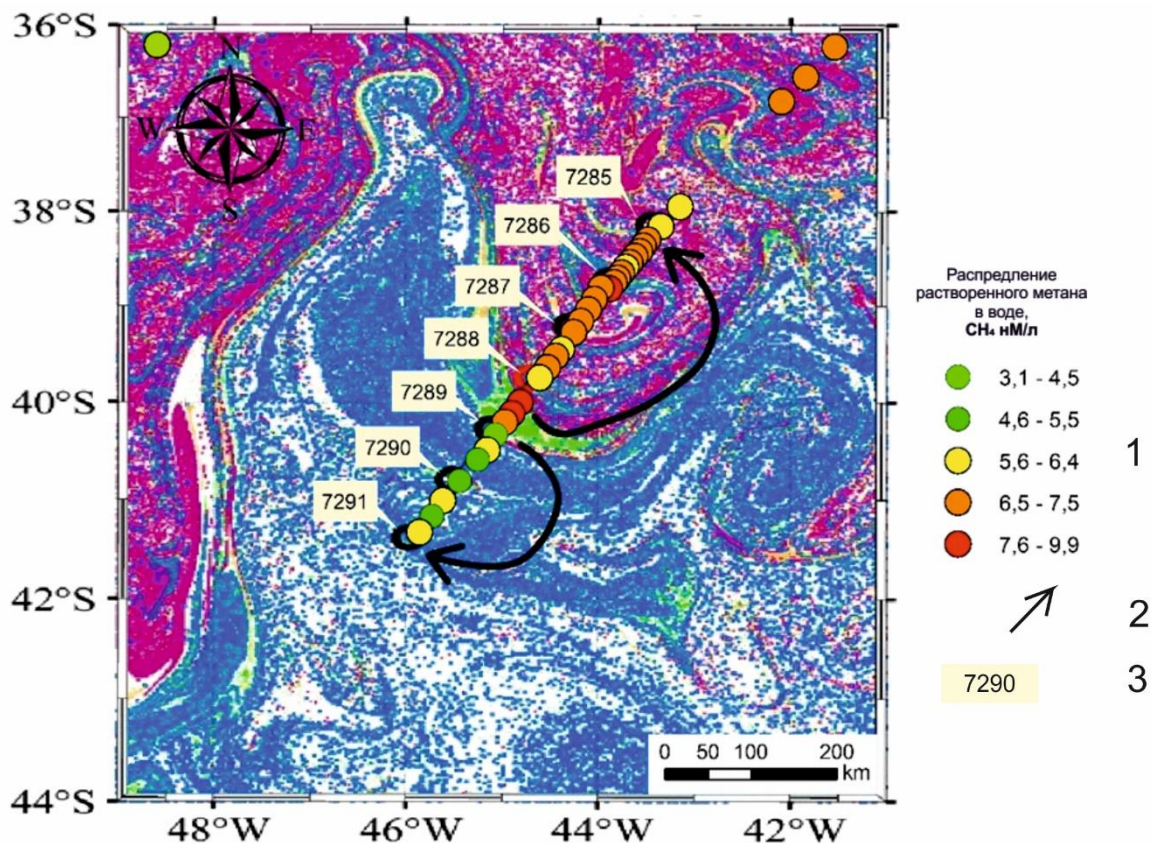 36°S
38°S
40°S
42°S
44°S
48°W
46°W
44°W
42°W
N
W
E
S
7285
7286
7287
7288
7289
7290
7291
0 50 100 200
km
Распредление
растворенного метана
в воде,
CH₄ нМ/л
3,1 - 4,5
4,6 - 5,5
5,6 - 6,4
6,5 - 7,5
7,6 - 9,9
1
2
7290
3